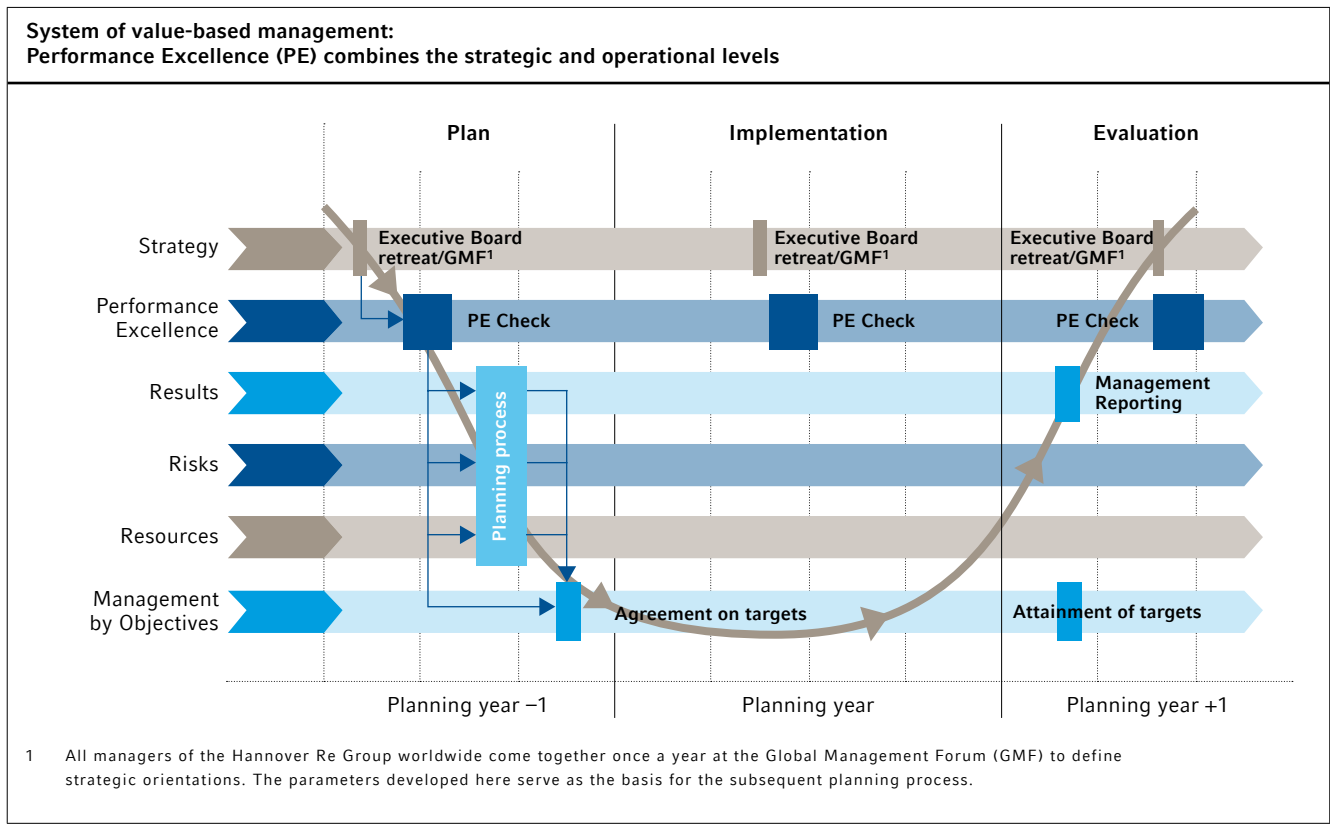 System of value-based management:
Performance Excellence (PE) combines the strategic and operational levels
Plan
Implementation
Evaluation
Strategy
Executive Board
retreat/GMF¹
Executive Board
retreat/GMF¹
Executive Board
retreat/GMF¹
Performance
Excellence
PE Check
PE Check
PE Check
Results
Management
Reporting
Planning process
Risks
Resources
Management
by Objectives
Agreement on targets
Attainment of targets
Planning year –1
Planning year
Planning year +1
1 All managers of the Hannover Re Group worldwide come together once a year at the Global Management Forum (GMF) to define
strategic orientations. The parameters developed here serve as the basis for the subsequent planning process.